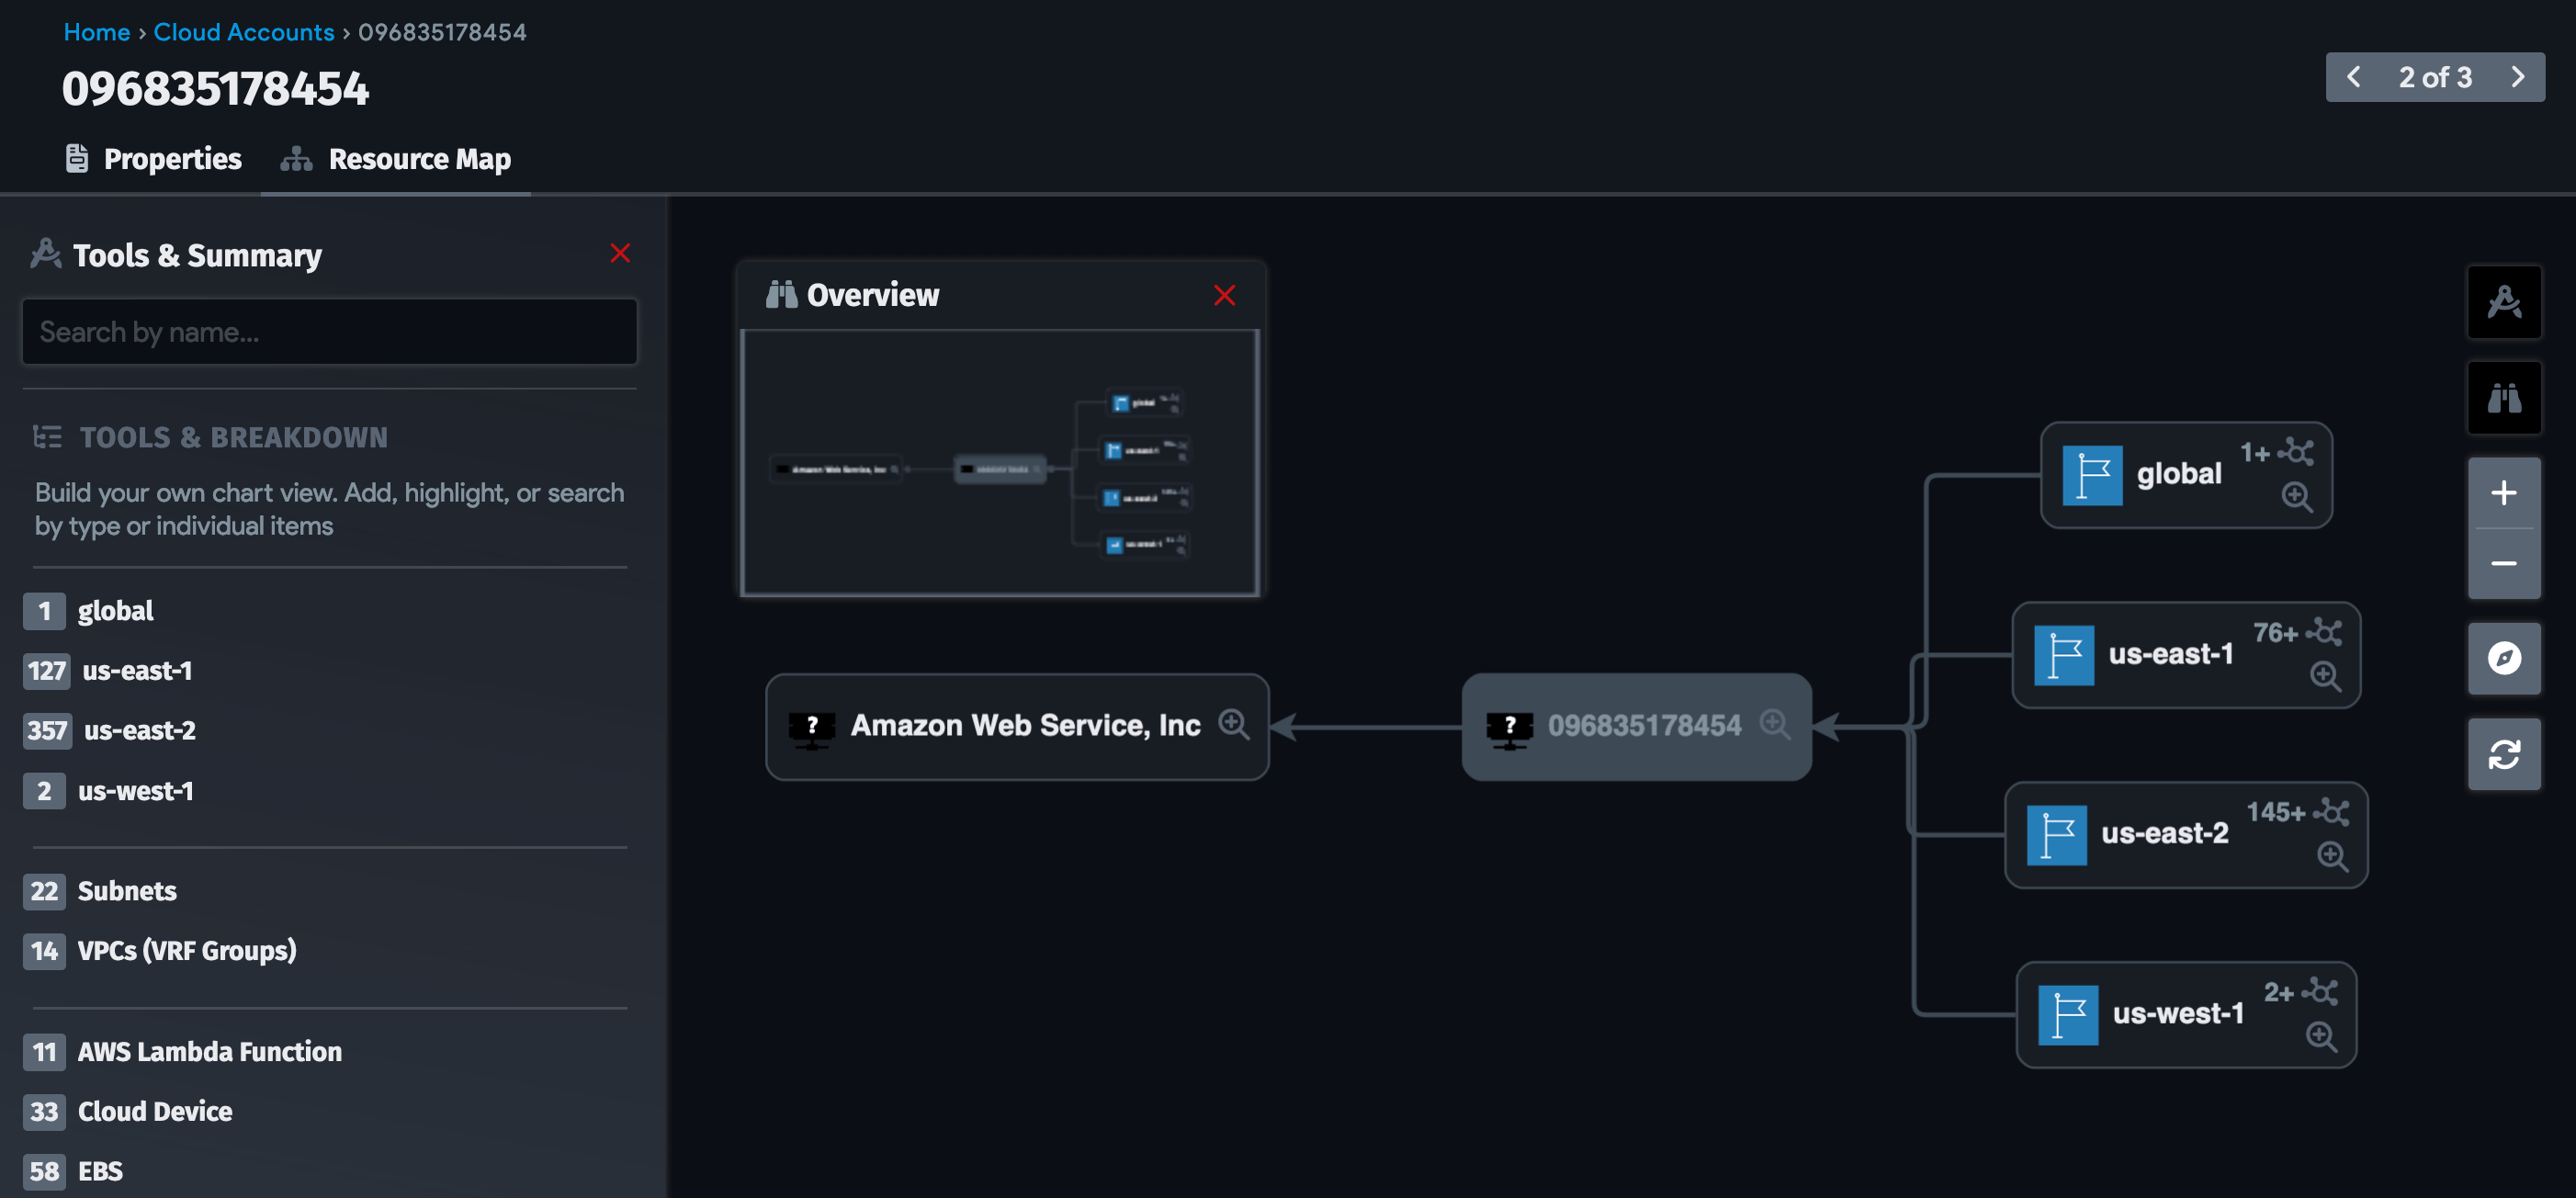 Home › Cloud Accounts › 096835178454
096835178454
2 of 3
Properties
Resource Map
Tools & Summary
Search by name...
TOOLS & BREAKDOWN
Build your own chart view. Add, highlight, or search
by type or individual items
1 global
127 us-east-1
357 us-east-2
2 us-west-1
22 Subnets
14 VPCs (VRF Groups)
11 AWS Lambda Function
33 Cloud Device
58 EBS
Overview
Amazon Web Service, Inc
? Amazon Web Service, Inc
? 096835178454
global 1+
us-east-1 76+
us-east-2 145+
us-west-1 2+